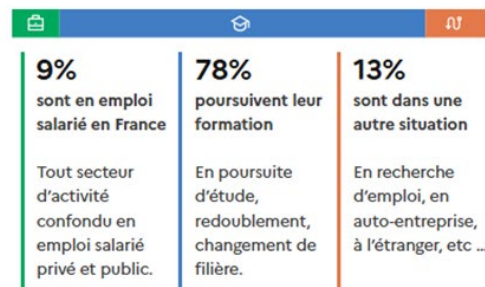 9%
sont en emploi
salarié en France
Tout secteur
d'activité
confondu en
emploi salarié
privé et public.
78%
poursuivent leur
formation
En poursuite
d'étude,
redoublement,
changement de
filière.
13%
sont dans une
autre situation
En recherche
d'emploi, en
auto-entreprise,
à l'étranger, etc ...